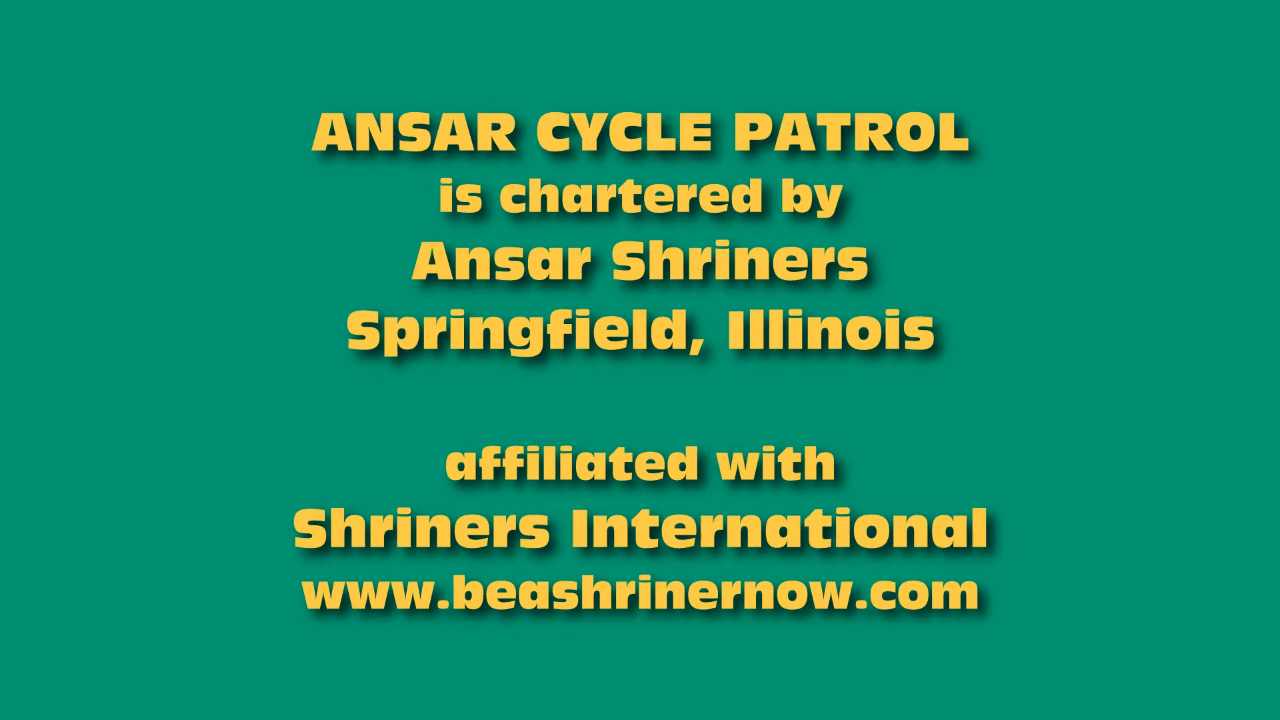 ANSAR CYCLE PATROL
is chartered by
Ansar Shriners
Springfield, Illinois
affiliated with
Shriners International
www.beashrinernow.com